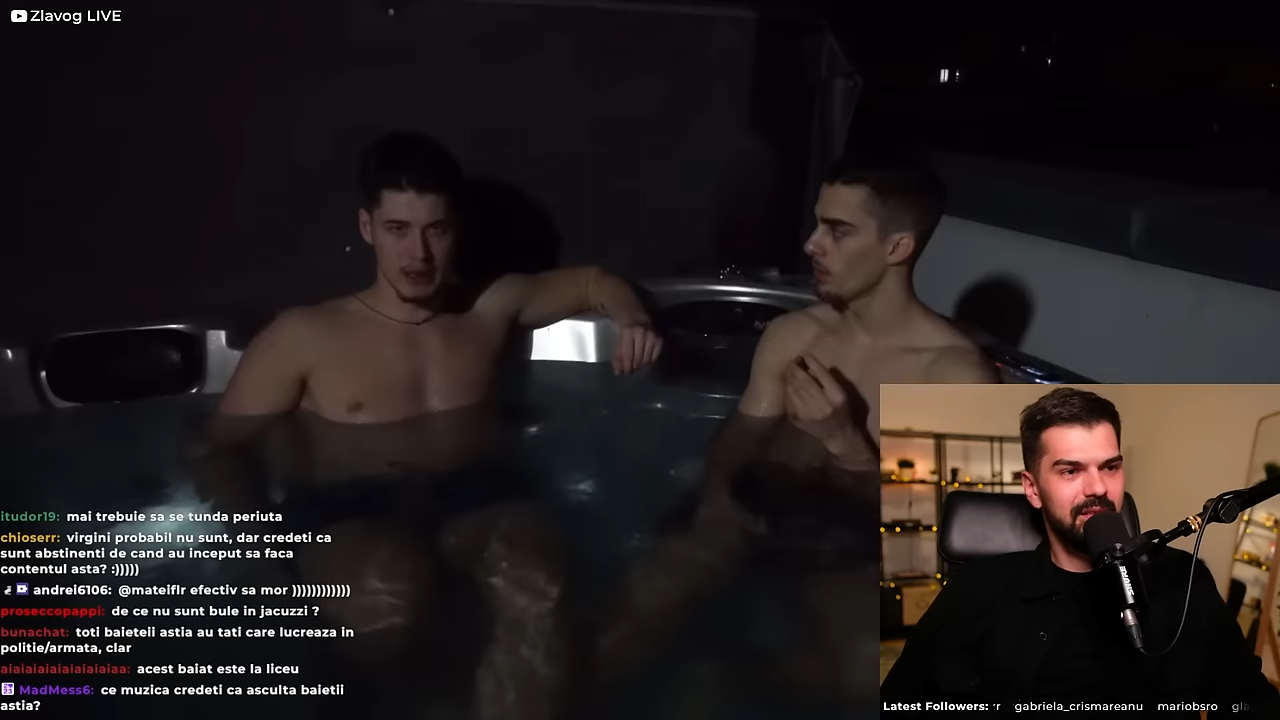 Zlavog LIVE
itudor19: mai trebuie sa se tunda periuta
chioserr: virgini probabil nu sunt, dar credeti ca
sunt abstinenti de cand au inceput sa faca
contentul asta? :)))))
andrei6106: @mateiflr efectiv sa mor ))))))))))))
proseccopappi: de ce nu sunt bule in jacuzzi ?
bunachat: toti baieteii astia au tati care lucreaza in
politie/armata, clar
aiaiaiaiaiaiaiaiaa: acest baiat este la liceu
MadMess6: ce muzica credeti ca asculta baietii
astia?
SHURE
Latest Followers: r gabriela_crismareanu mariobsro gla